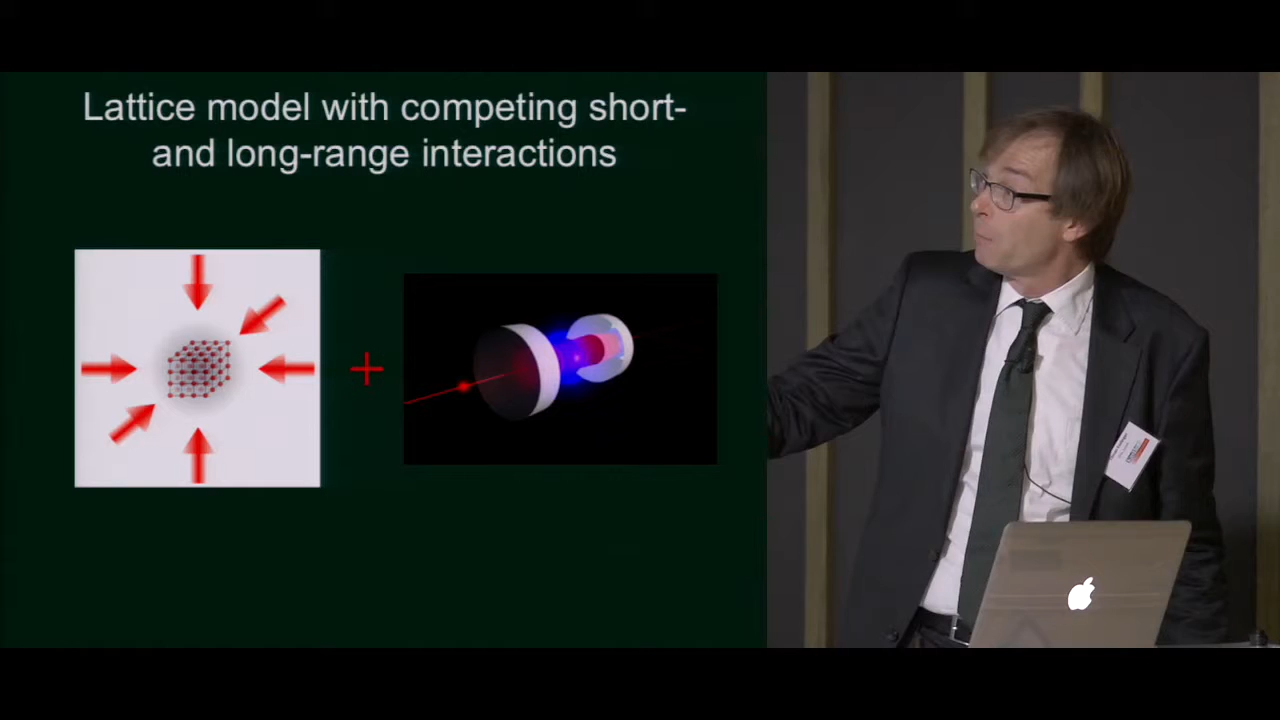 Lattice model with competing short-
and long-range interactions
+